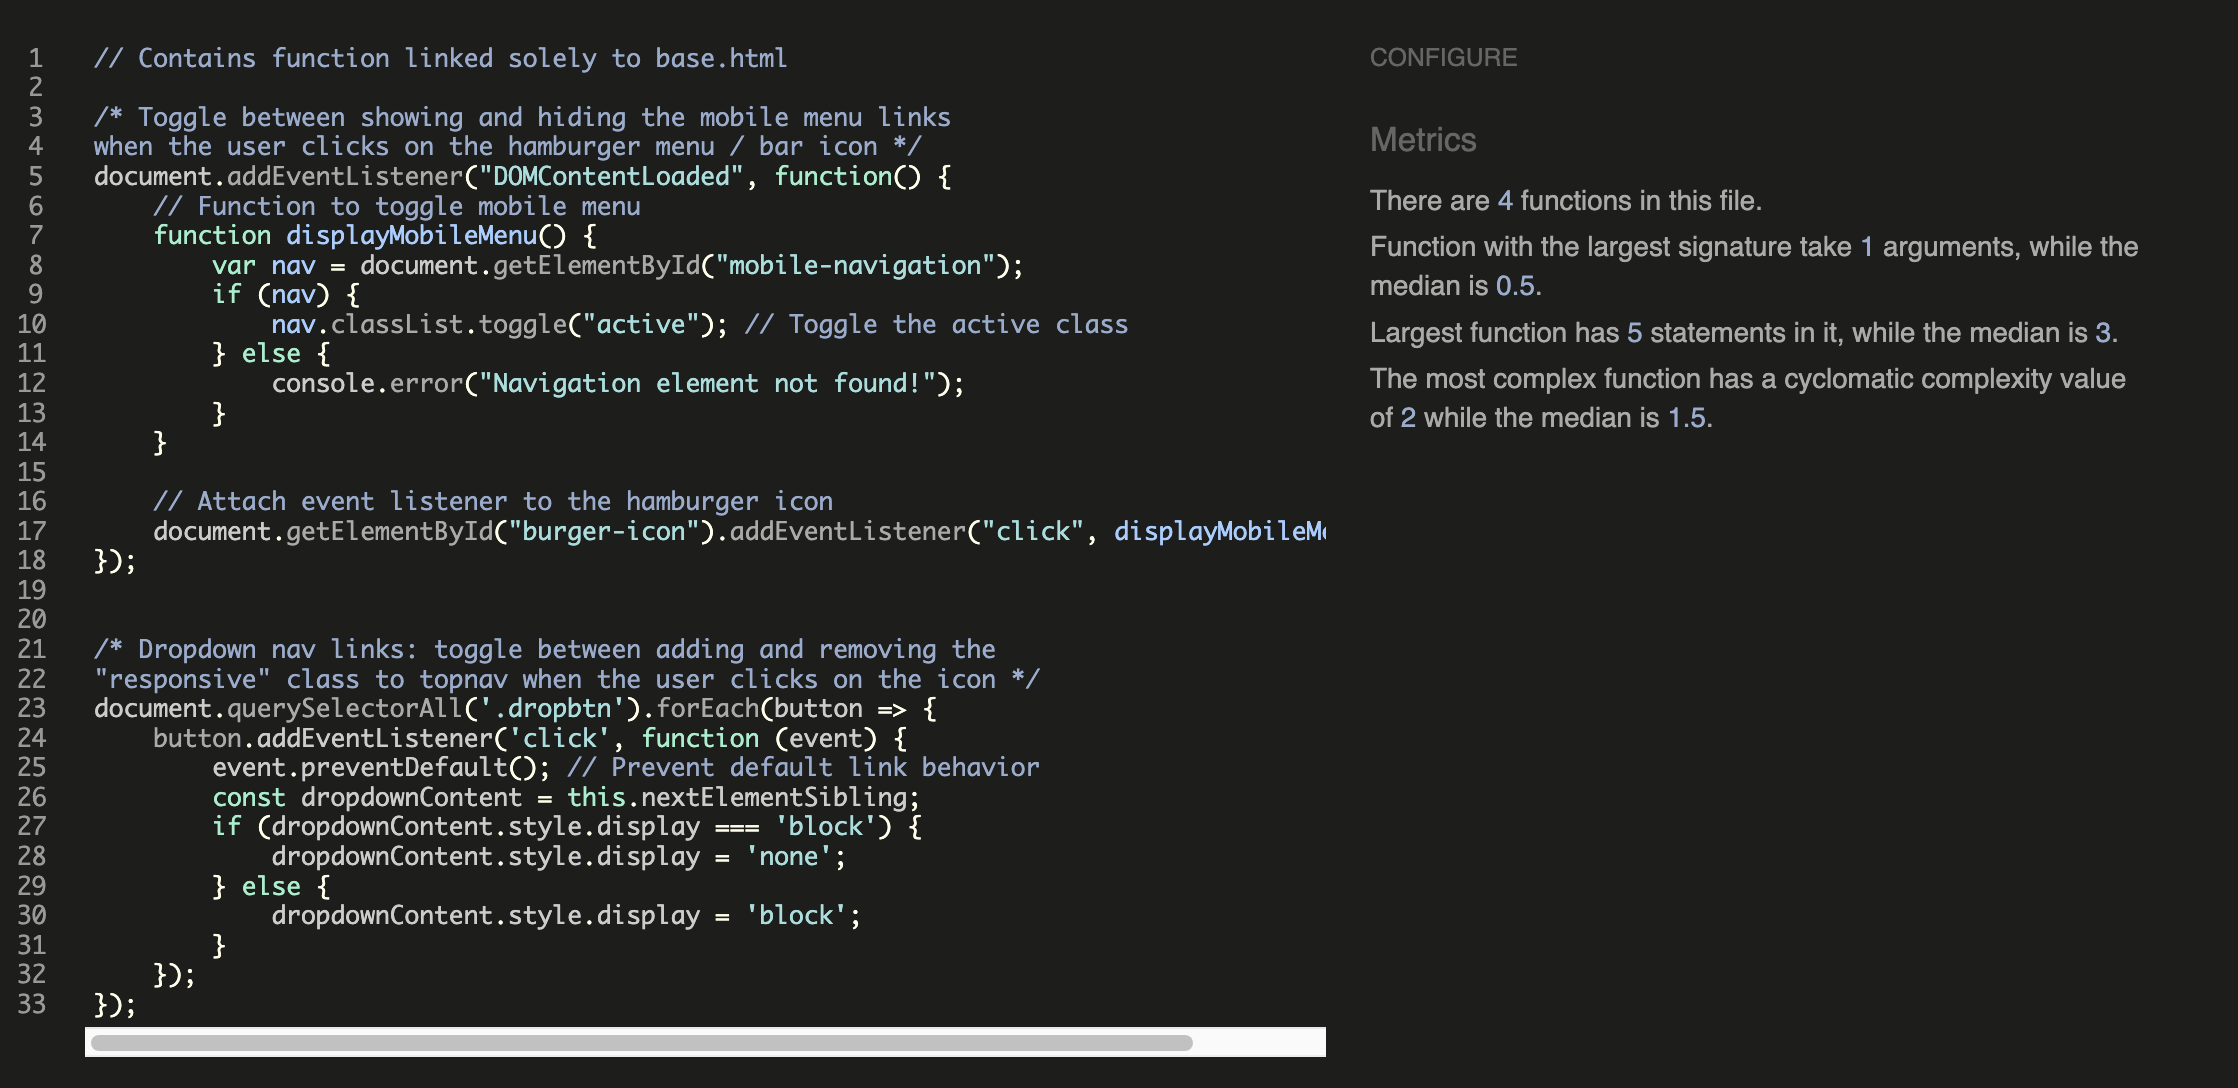 1 // Contains function linked solely to base.html
2
3 /* Toggle between showing and hiding the mobile menu links
4 when the user clicks on the hamburger menu / bar icon */
5 document.addEventListener("DOMContentLoaded", function() {
6     // Function to toggle mobile menu
7     function displayMobileMenu() {
8         var nav = document.getElementById("mobile-navigation");
9         if (nav) {
10             nav.classList.toggle("active"); // Toggle the active class
11         } else {
12             console.error("Navigation element not found!");
13         }
14     }
15
16     // Attach event listener to the hamburger icon
17     document.getElementById("burger-icon").addEventListener("click", displayMobileM
18 });
19
20
21 /* Dropdown nav links: toggle between adding and removing the
22 "responsive" class to topnav when the user clicks on the icon */
23 document.querySelectorAll('.dropbtn').forEach(button => {
24     button.addEventListener('click', function (event) {
25         event.preventDefault(); // Prevent default link behavior
26         const dropdownContent = this.nextElementSibling;
27         if (dropdownContent.style.display === 'block') {
28             dropdownContent.style.display = 'none';
29         } else {
30             dropdownContent.style.display = 'block';
31         }
32     });
33 });
CONFIGURE
Metrics
There are 4 functions in this file.
Function with the largest signature take 1 arguments, while the
median is 0.5.
Largest function has 5 statements in it, while the median is 3.
The most complex function has a cyclomatic complexity value
of 2 while the median is 1.5.